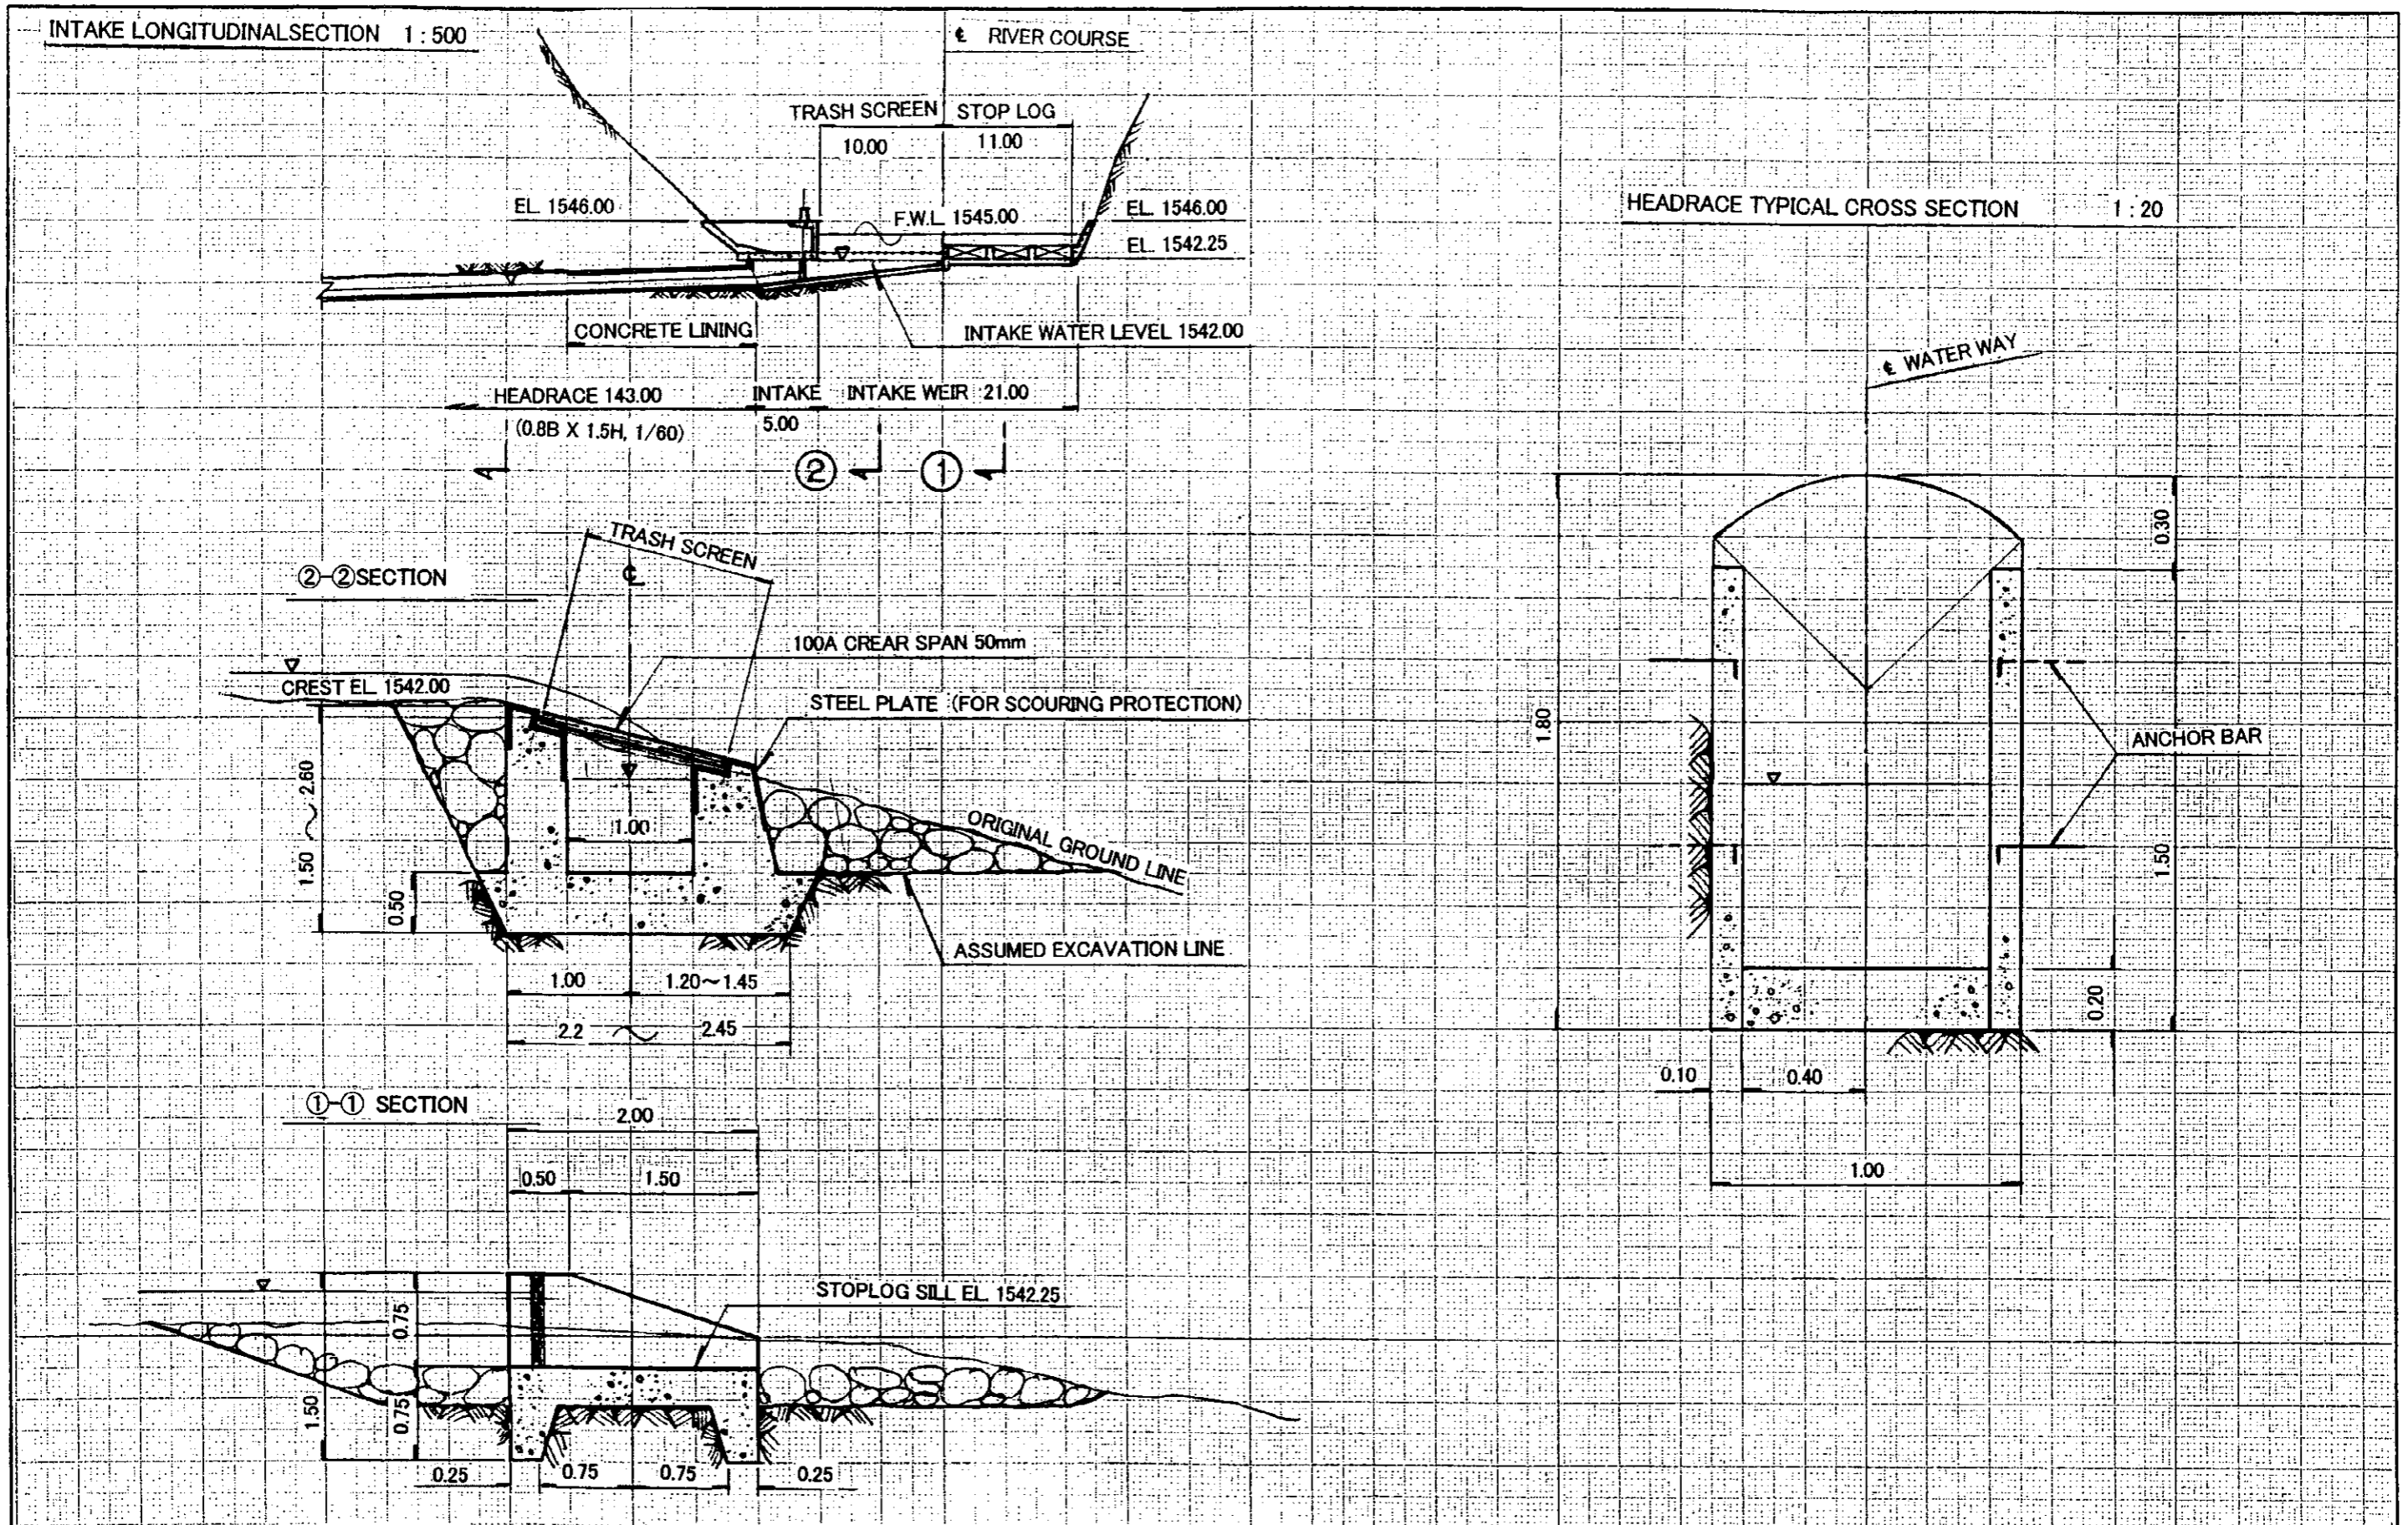 INTAKE LONGITUDINALSECTION 1 : 500
℄ RIVER COURSE
TRASH SCREEN STOP LOG
10.00 11.00
EL. 1546.00
F.W.L. 1545.00
EL. 1546.00
EL. 1542.25
CONCRETE LINING
INTAKE WATER LEVEL 1542.00
HEADRACE 143.00
INTAKE
INTAKE WEIR 21.00
(0.8B X 1.5H, 1/60)
5.00
② ①
HEADRACE TYPICAL CROSS SECTION 1 : 20
℄ WATER WAY
0.30
1.80
ANCHOR BAR
1.50
0.20
0.10 0.40
1.00
②-②SECTION
TRASH SCREEN
℄
100A CREAR SPAN 50mm
CREST EL. 1542.00
STEEL PLATE (FOR SCOURING PROTECTION)
1.50 ～ 2.60
1.00
ORIGINAL GROUND LINE
0.50
ASSUMED EXCAVATION LINE
1.00 1.20～1.45
2.2 ～ 2.45
①-① SECTION
2.00
0.50 1.50
STOPLOG SILL EL. 1542.25
0.75
1.50
0.75
0.25 0.75 0.75 0.25